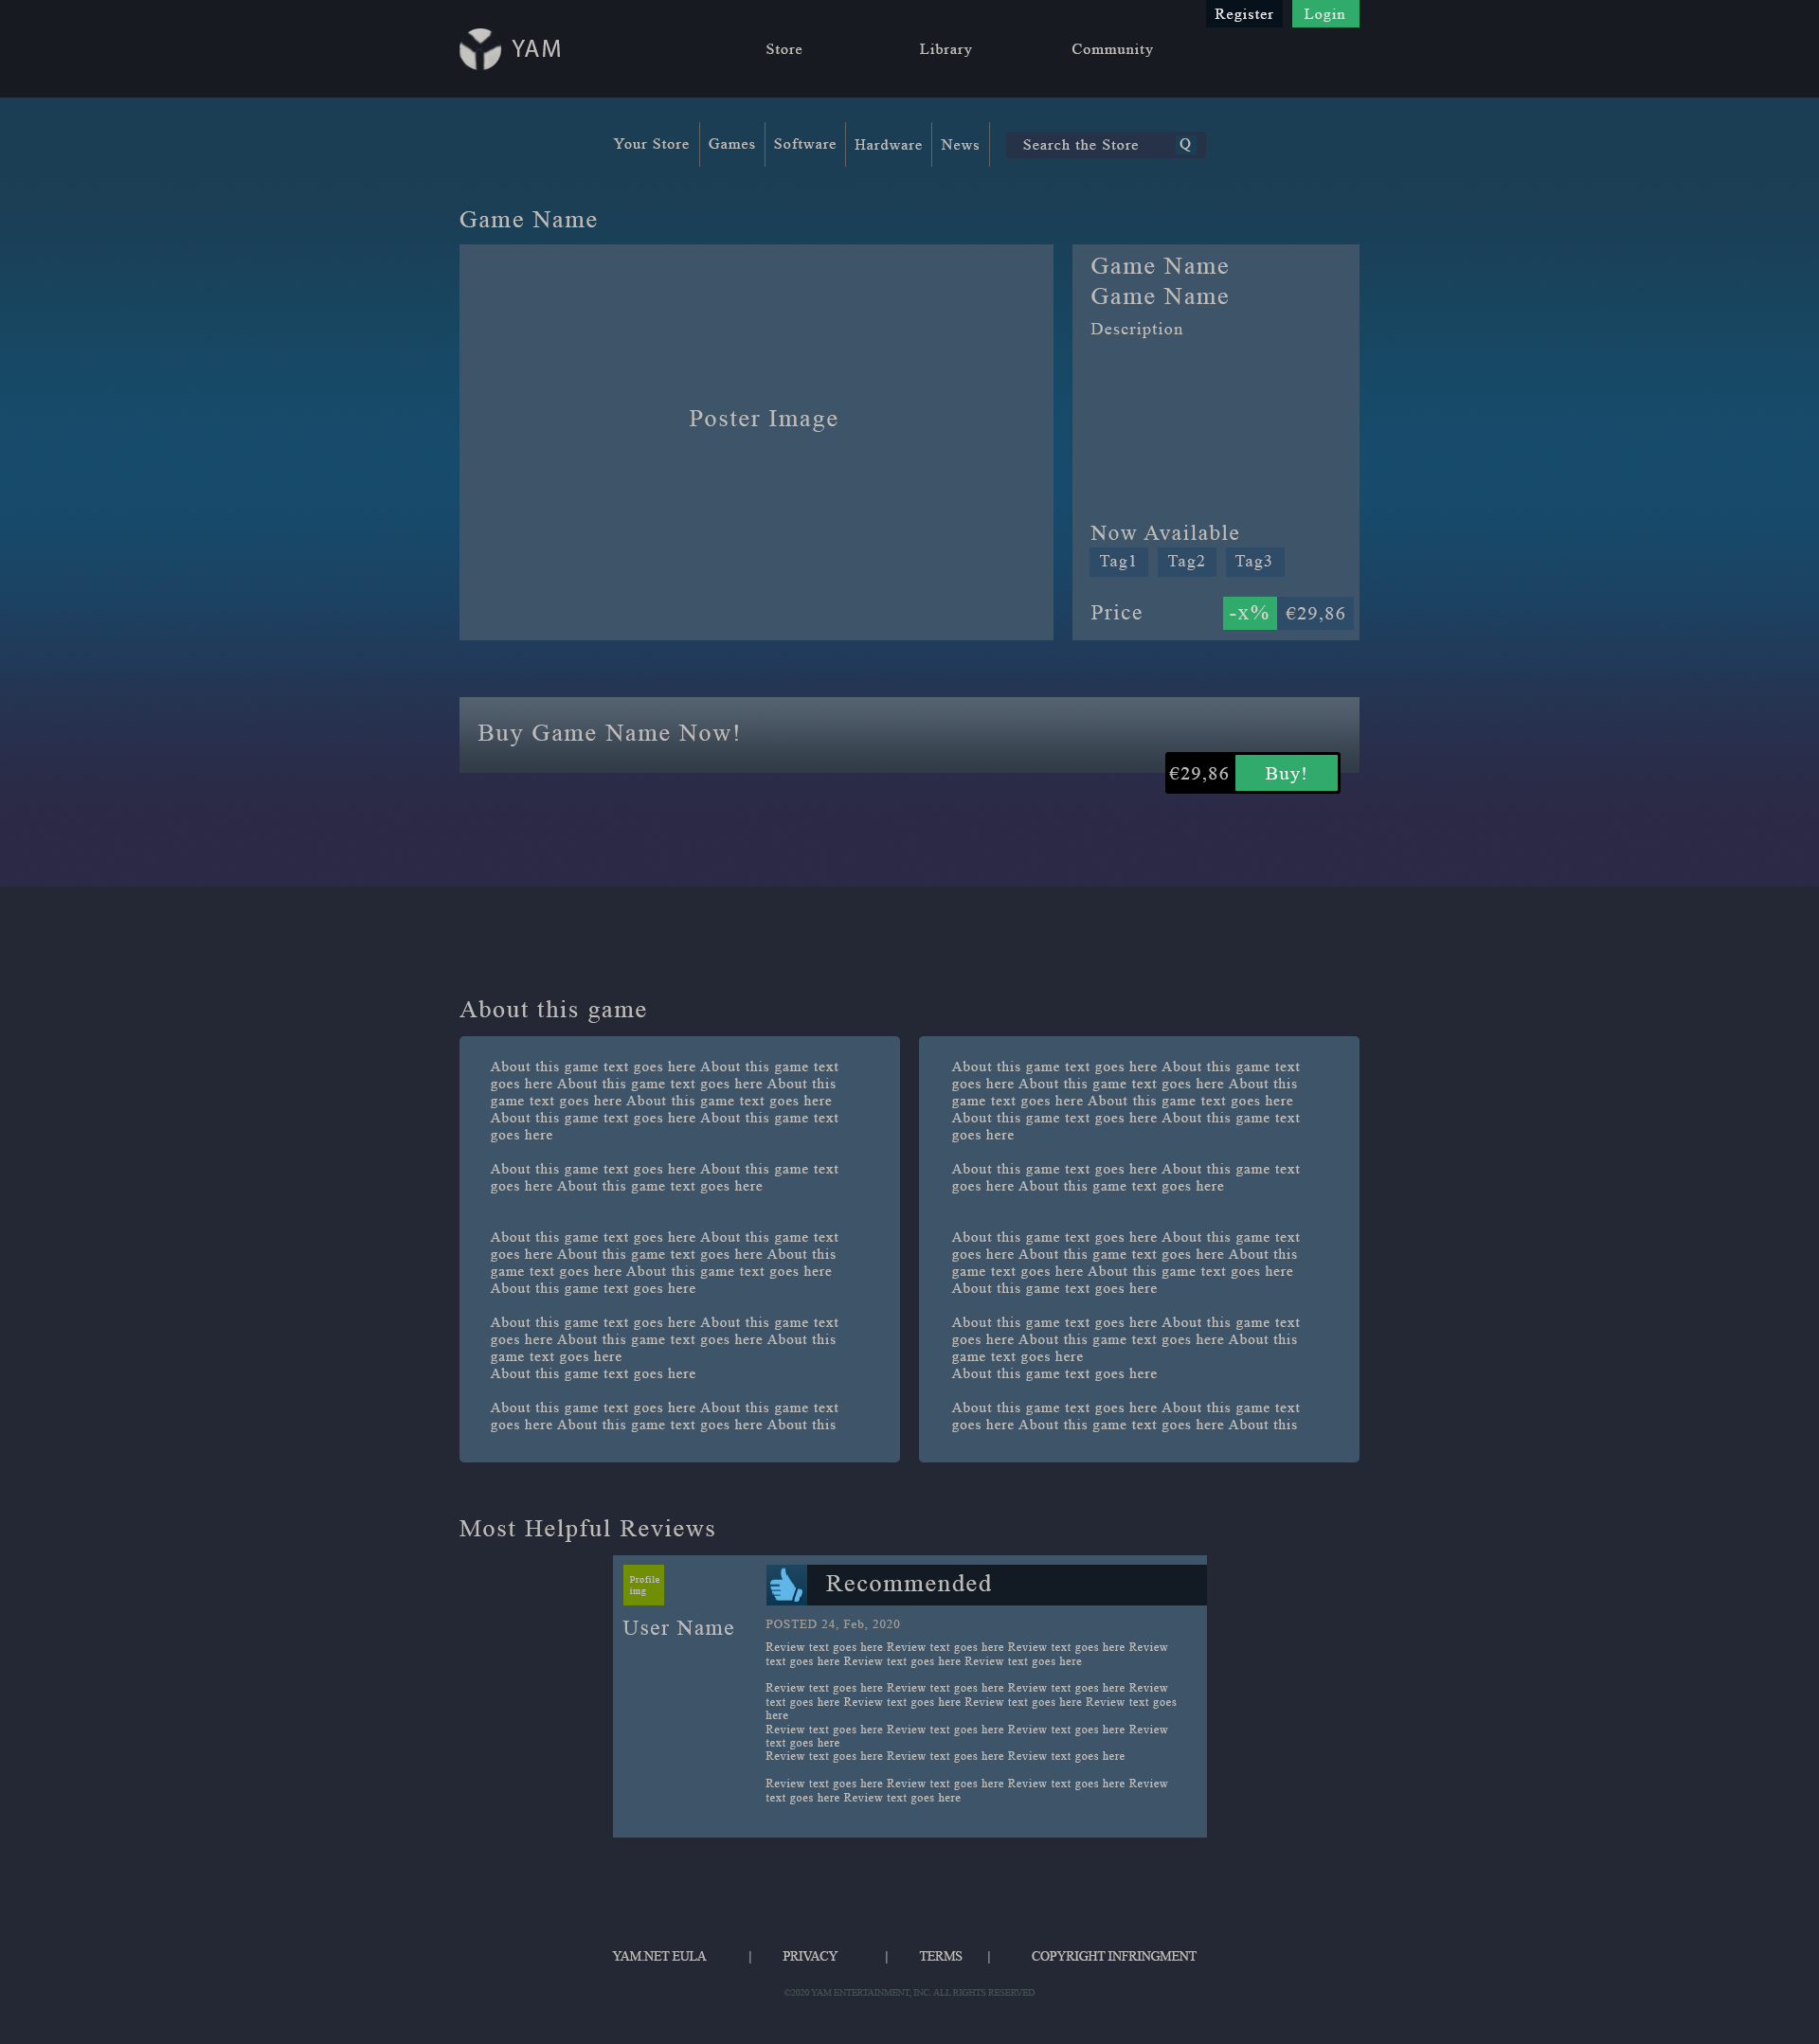 Register Login
YAM Store Library Community
Your Store Games Software Hardware News Search the Store Q
Game Name
Poster Image
Game Name
Game Name
Description
Now Available
Tag1 Tag2 Tag3
Price -x% €29,86
Buy Game Name Now!
€29,86 Buy!
About this game
About this game text goes here About this game text
goes here About this game text goes here About this
game text goes here About this game text goes here
About this game text goes here About this game text
goes here
About this game text goes here About this game text
goes here About this game text goes here
About this game text goes here About this game text
goes here About this game text goes here About this
game text goes here About this game text goes here
About this game text goes here
About this game text goes here About this game text
goes here About this game text goes here About this
game text goes here
About this game text goes here
About this game text goes here About this game text
goes here About this game text goes here About this
About this game text goes here About this game text
goes here About this game text goes here About this
game text goes here About this game text goes here
About this game text goes here About this game text
goes here
About this game text goes here About this game text
goes here About this game text goes here
About this game text goes here About this game text
goes here About this game text goes here About this
game text goes here About this game text goes here
About this game text goes here
About this game text goes here About this game text
goes here About this game text goes here About this
game text goes here
About this game text goes here
About this game text goes here About this game text
goes here About this game text goes here About this
Most Helpful Reviews
Profile
img
User Name
Recommended
POSTED 24, Feb, 2020
Review text goes here Review text goes here Review text goes here Review
text goes here Review text goes here Review text goes here
Review text goes here Review text goes here Review text goes here Review
text goes here Review text goes here Review text goes here Review text goes
here
Review text goes here Review text goes here Review text goes here Review
text goes here
Review text goes here Review text goes here Review text goes here
Review text goes here Review text goes here Review text goes here Review
text goes here Review text goes here
YAM.NET EULA | PRIVACY | TERMS | COPYRIGHT INFRINGMENT
©2020 YAM ENTERTAINMENT, INC. ALL RIGHTS RESERVED